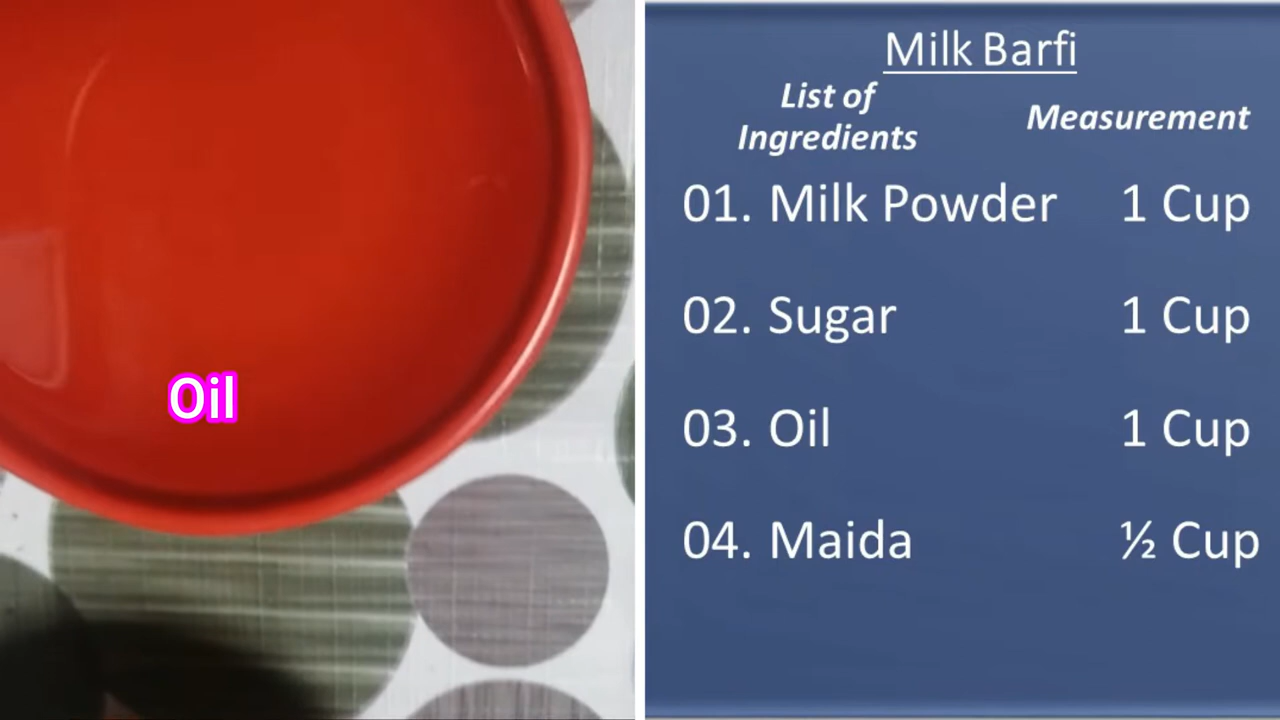 Oil
Milk Barfi
List of
Ingredients
Measurement
01. Milk Powder 1 Cup
02. Sugar 1 Cup
03. Oil 1 Cup
04. Maida ½ Cup